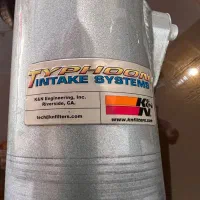 TYPHOON
INTAKE SYSTEMS
K&N Engineering, Inc.
Riverside, CA.
tech@knfilters.com
K&N
www.knfilters.com